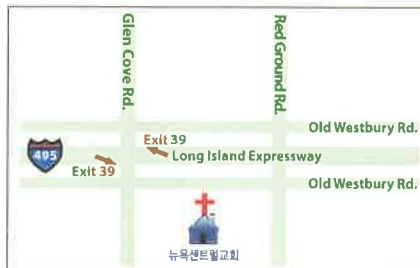 Glen Cove Rd.
Red Ground Rd.
Old Westbury Rd.
Exit 39
Long Island Expressway
495
Exit 39
Old Westbury Rd.
뉴욕샌트럴교회